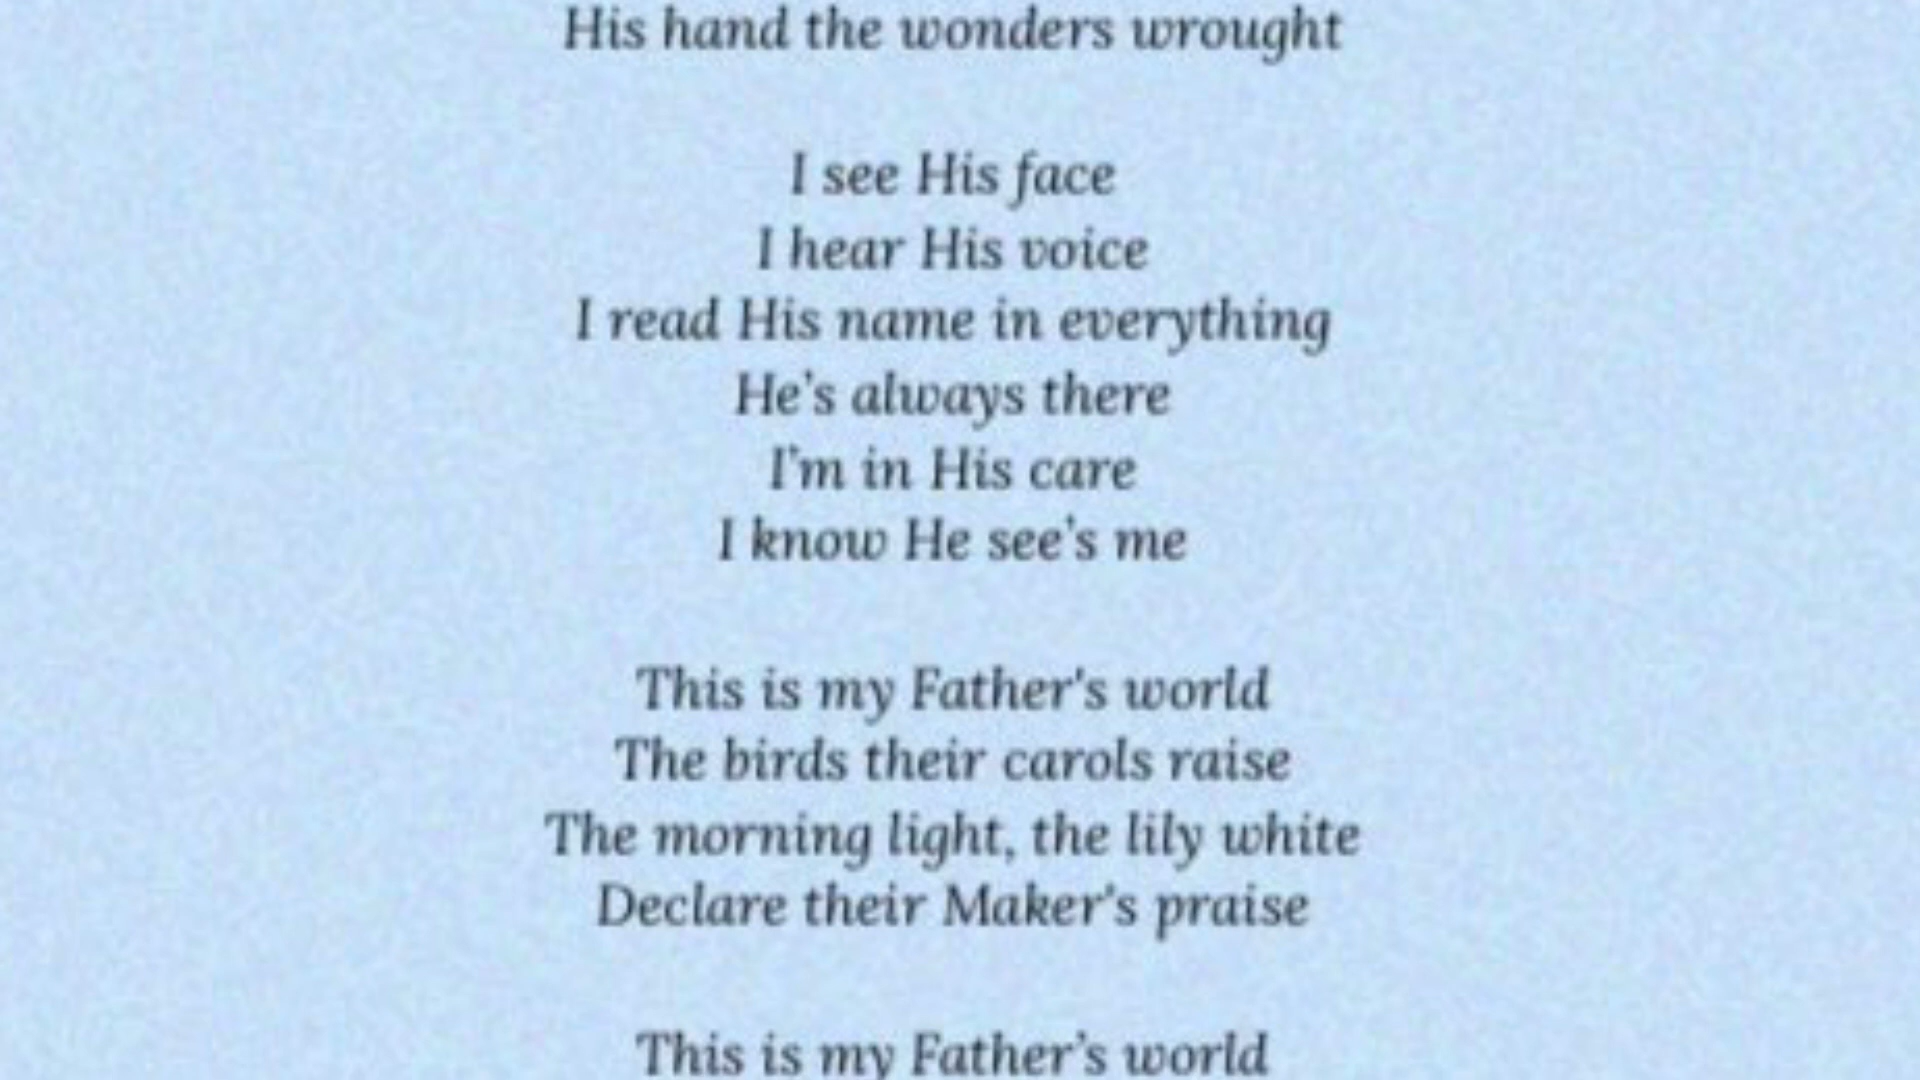 His hand the wonders wrought
I see His face
I hear His voice
I read His name in everything
He's always there
I'm in His care
I know He see's me
This is my Father's world
The birds their carols raise
The morning light, the lily white
Declare their Maker's praise
This is my Father's world